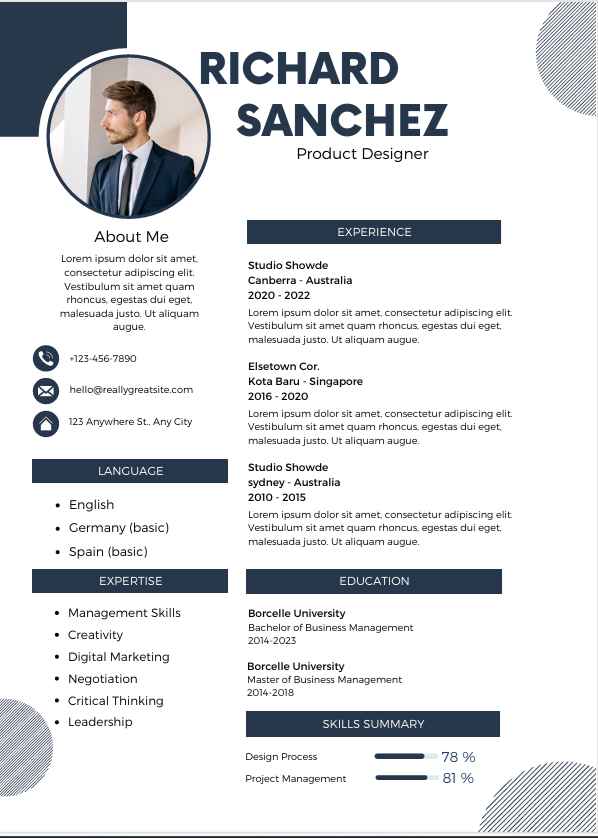 RICHARD
SANCHEZ
Product Designer
About Me
Lorem ipsum dolor sit amet,
consectetur adipiscing elit.
Vestibulum sit amet quam
rhoncus, egestas dui eget,
malesuada justo. Ut aliquam
augue.
+123-456-7890
hello@reallygreatsite.com
123 Anywhere St., Any City
LANGUAGE
English
Germany (basic)
Spain (basic)
EXPERTISE
Management Skills
Creativity
Digital Marketing
Negotiation
Critical Thinking
Leadership
EXPERIENCE
Studio Showde
Canberra - Australia
2020 - 2022
Lorem ipsum dolor sit amet, consectetur adipiscing elit.
Vestibulum sit amet quam rhoncus, egestas dui eget,
malesuada justo. Ut aliquam augue.
Elsetown Cor.
Kota Baru - Singapore
2016 - 2020
Lorem ipsum dolor sit amet, consectetur adipiscing elit.
Vestibulum sit amet quam rhoncus, egestas dui eget,
malesuada justo. Ut aliquam augue.
Studio Showde
sydney - Australia
2010 - 2015
Lorem ipsum dolor sit amet, consectetur adipiscing elit.
Vestibulum sit amet quam rhoncus, egestas dui eget,
malesuada justo. Ut aliquam augue.
EDUCATION
Borcelle University
Bachelor of Business Management
2014-2023
Borcelle University
Master of Business Management
2014-2018
SKILLS SUMMARY
Design Process 78 %
Project Management 81 %